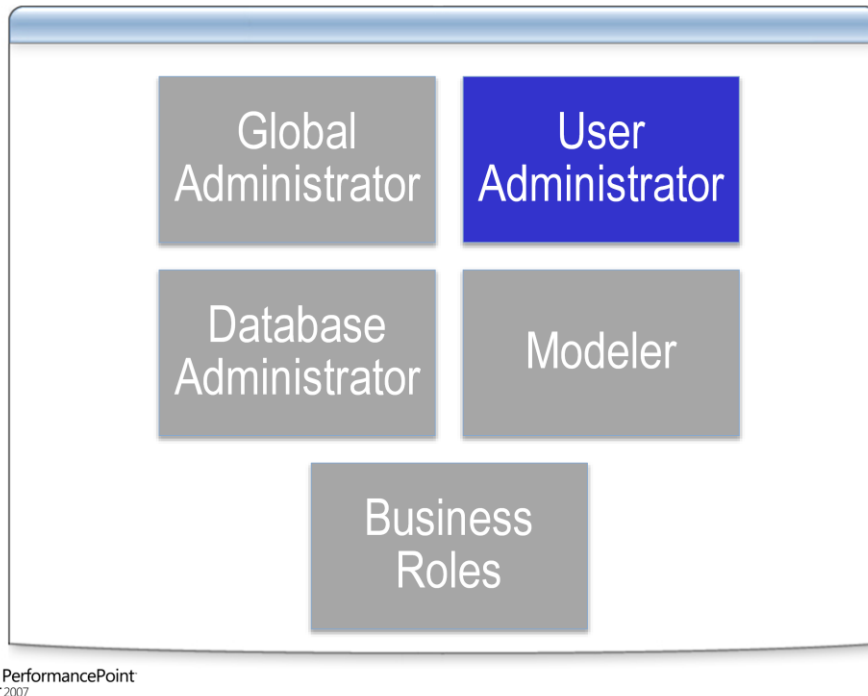 Global
Administrator
User
Administrator
Database
Administrator
Modeler
Business
Roles
PerformancePoint
2007